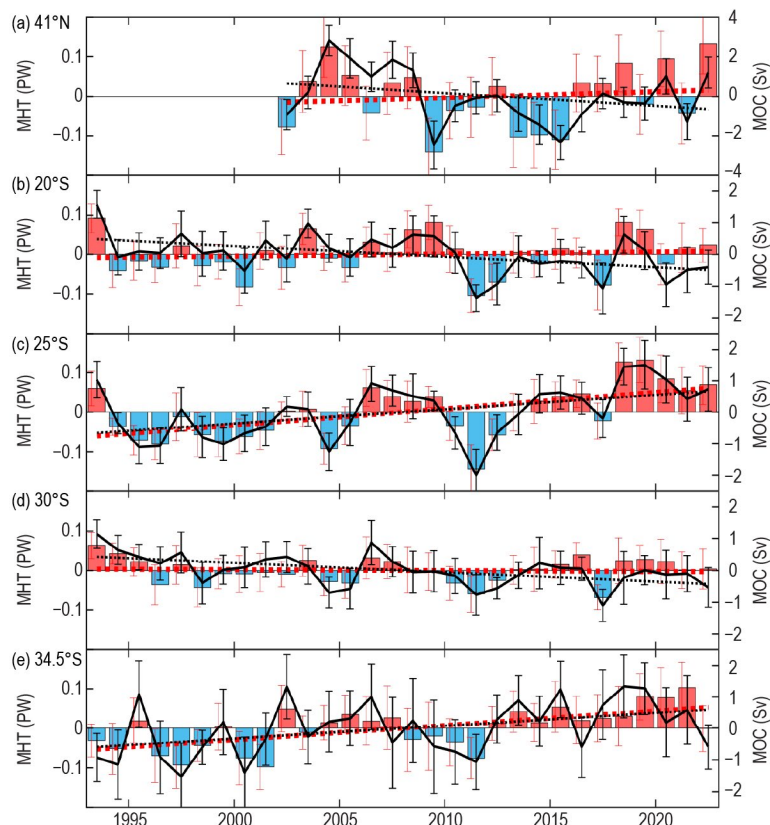 (a) 41°N
0.1
0
−0.1
MHT (PW)
4
2
0
−2
−4
MOC (Sv)
(b) 20°S
0.1
0
−0.1
MHT (PW)
2
1
0
−1
−2
MOC (Sv)
(c) 25°S
0.1
0
−0.1
MHT (PW)
2
1
0
−1
−2
MOC (Sv)
(d) 30°S
0.1
0
−0.1
MHT (PW)
2
1
0
−1
−2
MOC (Sv)
(e) 34.5°S
0.1
0
−0.1
MHT (PW)
2
1
0
−1
−2
MOC (Sv)
1995 2000 2005 2010 2015 2020